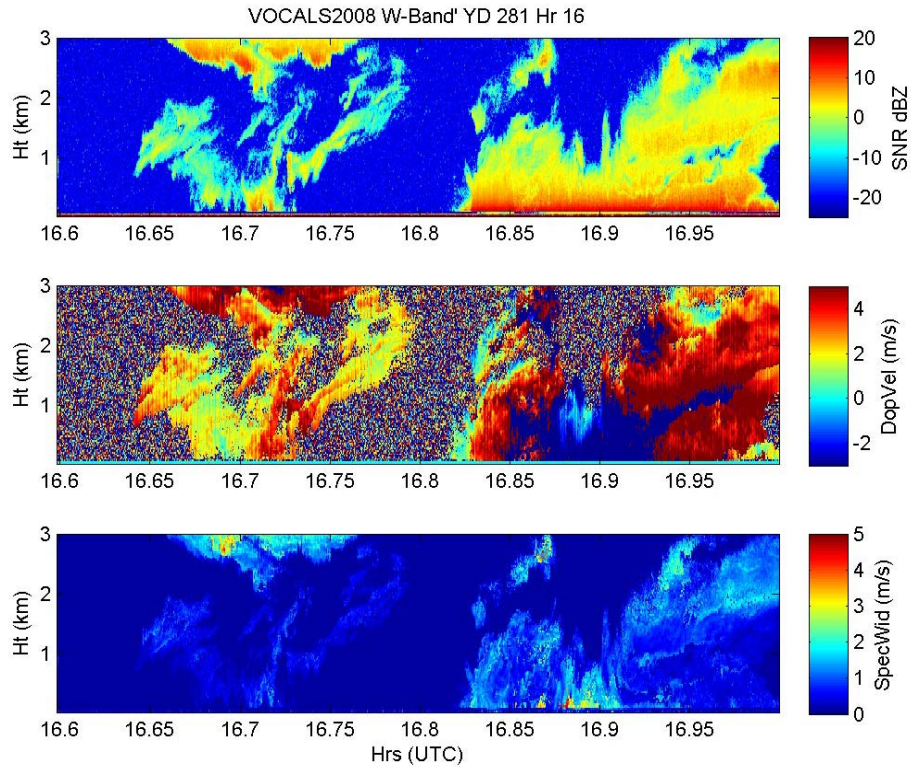 VOCALS2008 W-Band' YD 281 Hr 16
3
2
1
Ht (km)
16.6 16.65 16.7 16.75 16.8 16.85 16.9 16.95
20
10
0
-10
-20
SNR dBZ
3
2
1
Ht (km)
16.6 16.65 16.7 16.75 16.8 16.85 16.9 16.95
4
2
0
-2
DopVel (m/s)
3
2
1
Ht (km)
16.6 16.65 16.7 16.75 16.8 16.85 16.9 16.95
Hrs (UTC)
5
4
3
2
1
0
SpecWid (m/s)